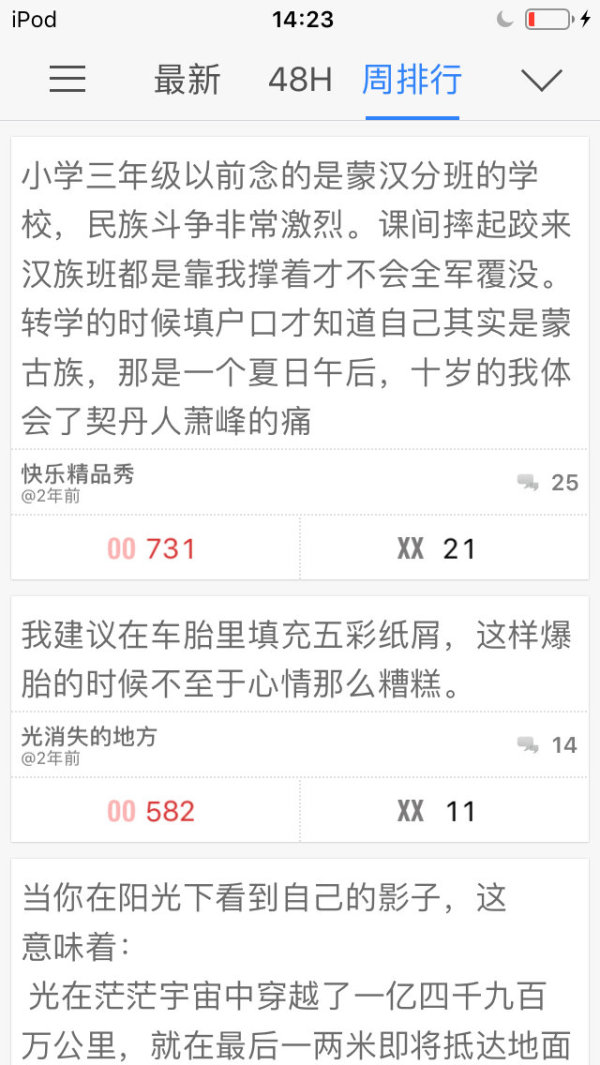 iPod 14:23
最新 48H 周排行
小学三年级以前念的是蒙汉分班的学
校，民族斗争非常激烈。课间摔起跤来
汉族班都是靠我撑着才不会全军覆没。
转学的时候填户口才知道自己其实是蒙
古族，那是一个夏日午后，十岁的我体
会了契丹人萧峰的痛
快乐精品秀
@2年前
25
OO 731 XX 21
我建议在车胎里填充五彩纸屑，这样爆
胎的时候不至于心情那么糟糕。
光消失的地方
@2年前
14
OO 582 XX 11
当你在阳光下看到自己的影子，这
意味着：
光在茫茫宇宙中穿越了一亿四千九百
万公里，就在最后一两米即将抵达地面